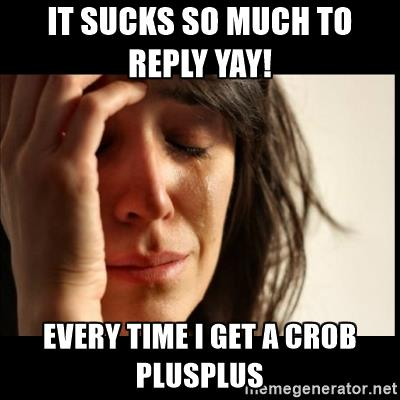 IT SUCKS SO MUCH TO
REPLY YAY!
EVERY TIME I GET A CROB
PLUSPLUS
memegenerator.net